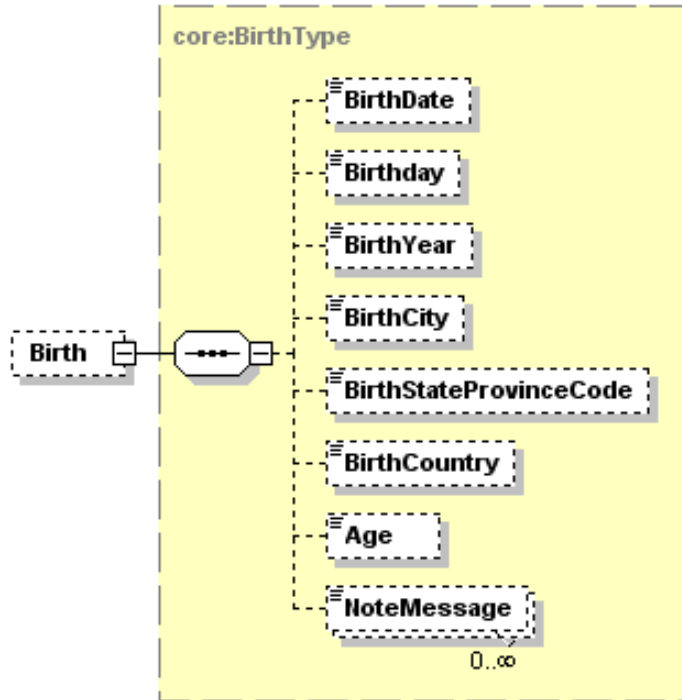 core:BirthType
BirthDate
Birthday
BirthYear
BirthCity
Birth
BirthStateProvinceCode
BirthCountry
Age
NoteMessage
0..∞